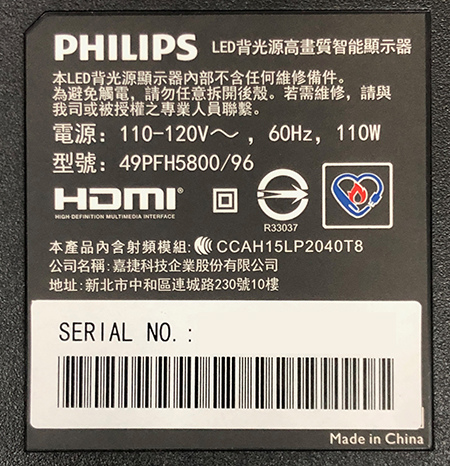 PHILIPS LED背光源高畫質智能顯示器
本LED背光源顯示器內部不含任何維修備件。
為避免觸電，請勿任意拆開後殼。若需維修，請與
我司或被授權之專業人員聯繫。
電源：110-120V～，60Hz，110W
型號：49PFH5800/96
HDMI®
HIGH DEFINITION MULTIMEDIA INTERFACE
R33037
本產品內含射頻模組: CCAH15LP2040T8
公司名稱:嘉捷科技企業股份有限公司
地址:新北市中和區連城路230號10樓
SERIAL NO.:
Made in China